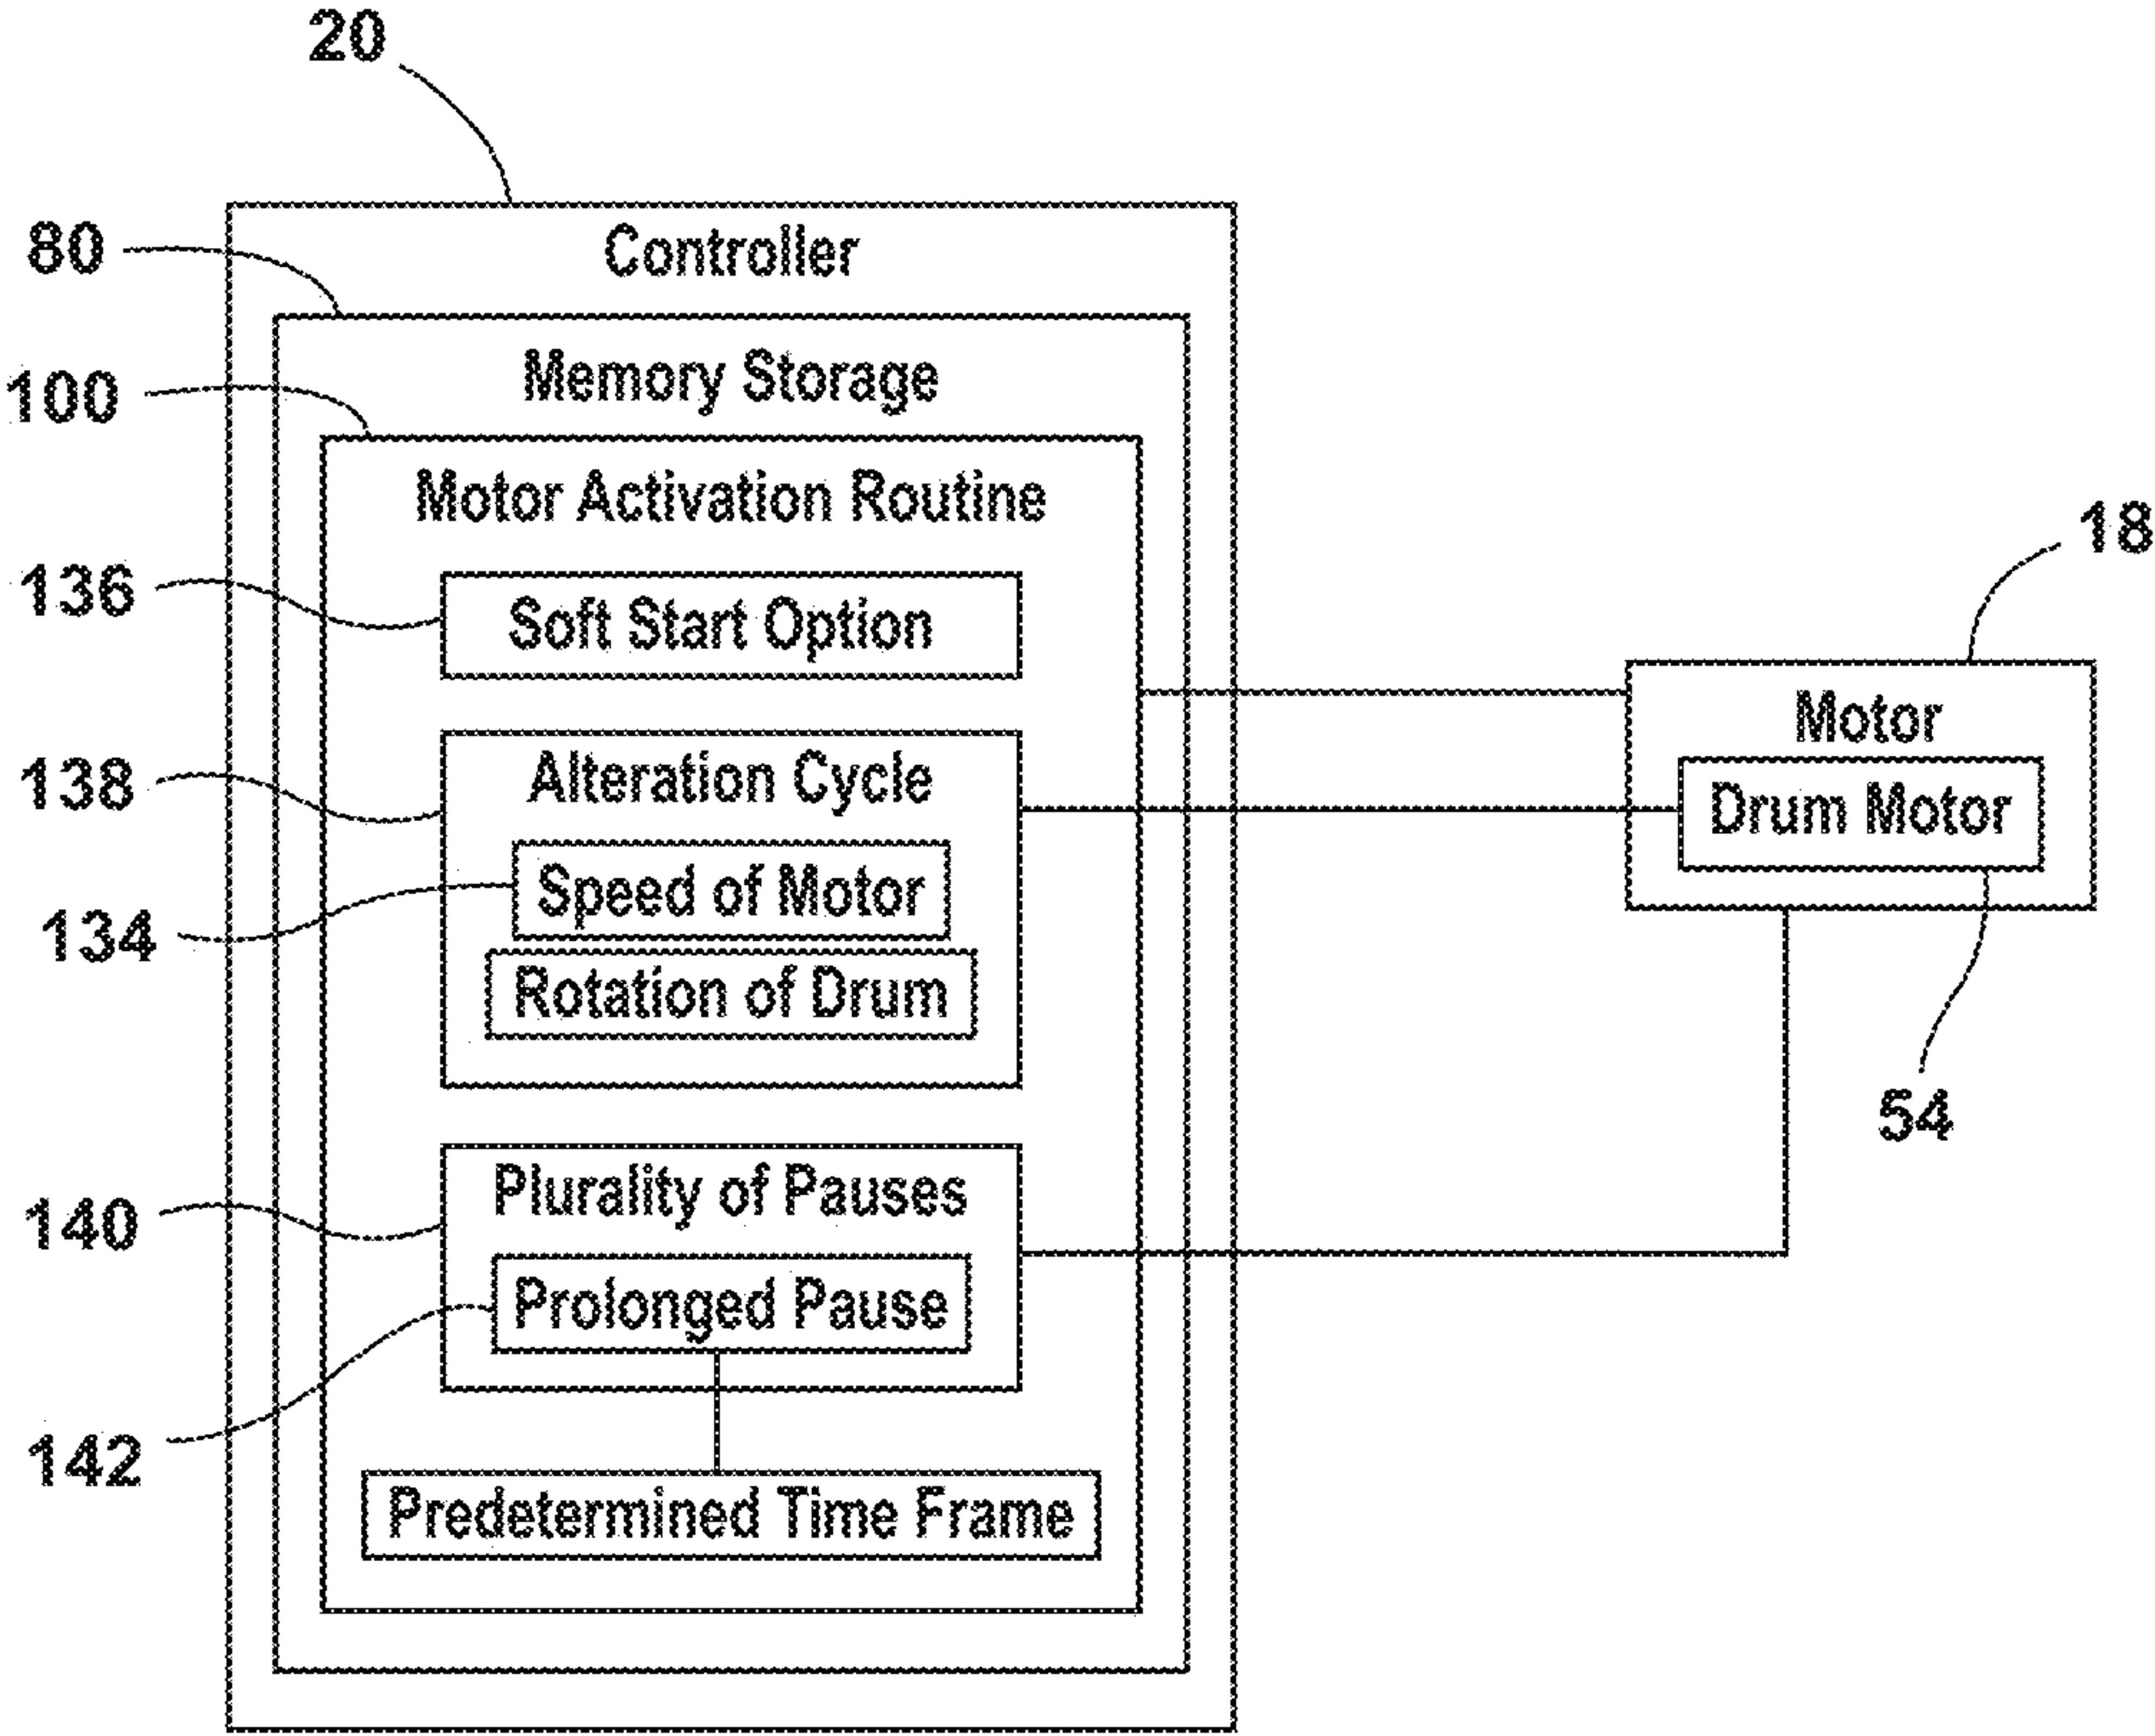 20
80
Controller
100
Memory Storage
Motor Activation Routine
18
136
Soft Start Option
Motor
138
Alteration Cycle
Drum Motor
134
Speed of Motor
Rotation of Drum
54
140
Plurality of Pauses
Prolonged Pause
142
Predetermined Time Frame